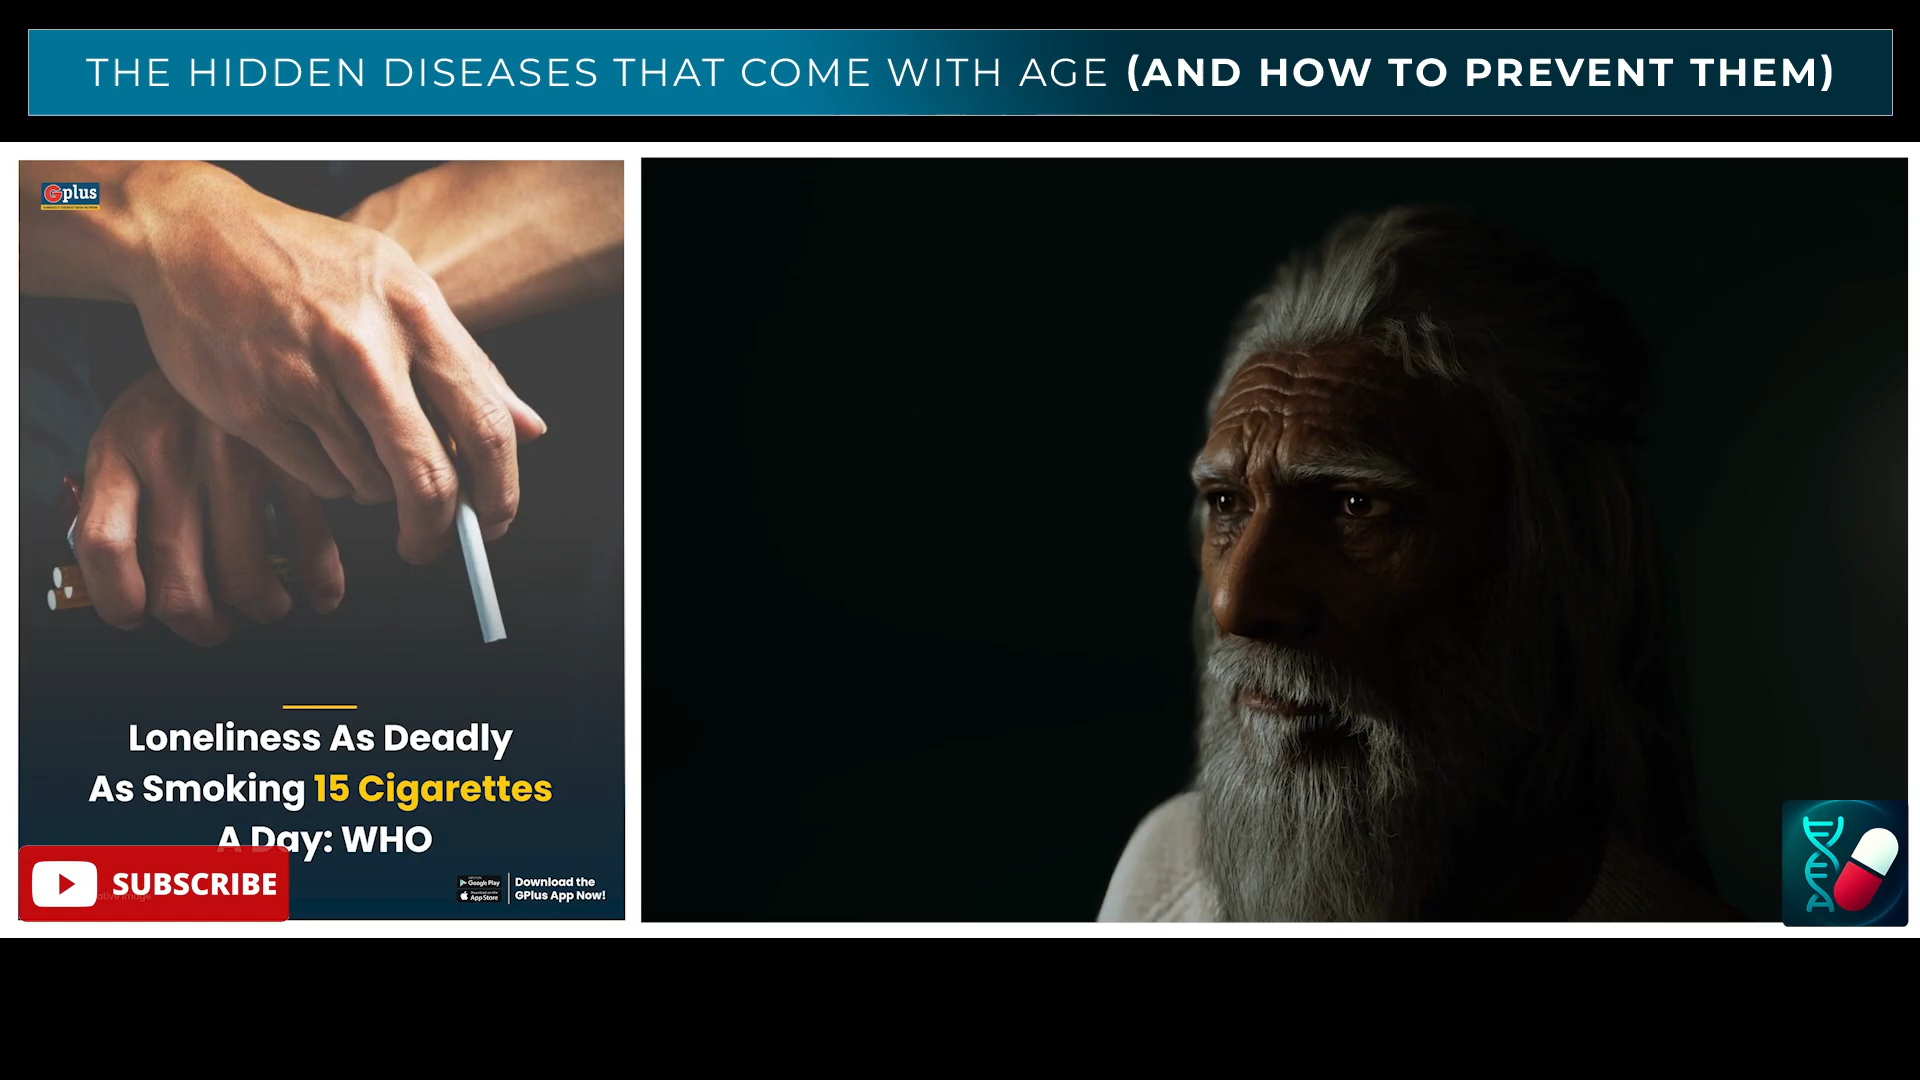 THE HIDDEN DISEASES THAT COME WITH AGE (AND HOW TO PREVENT THEM)
Gplus
Loneliness As Deadly
As Smoking 15 Cigarettes
A Day: WHO
SUBSCRIBE
Google Play
App Store
Download the
GPlus App Now!